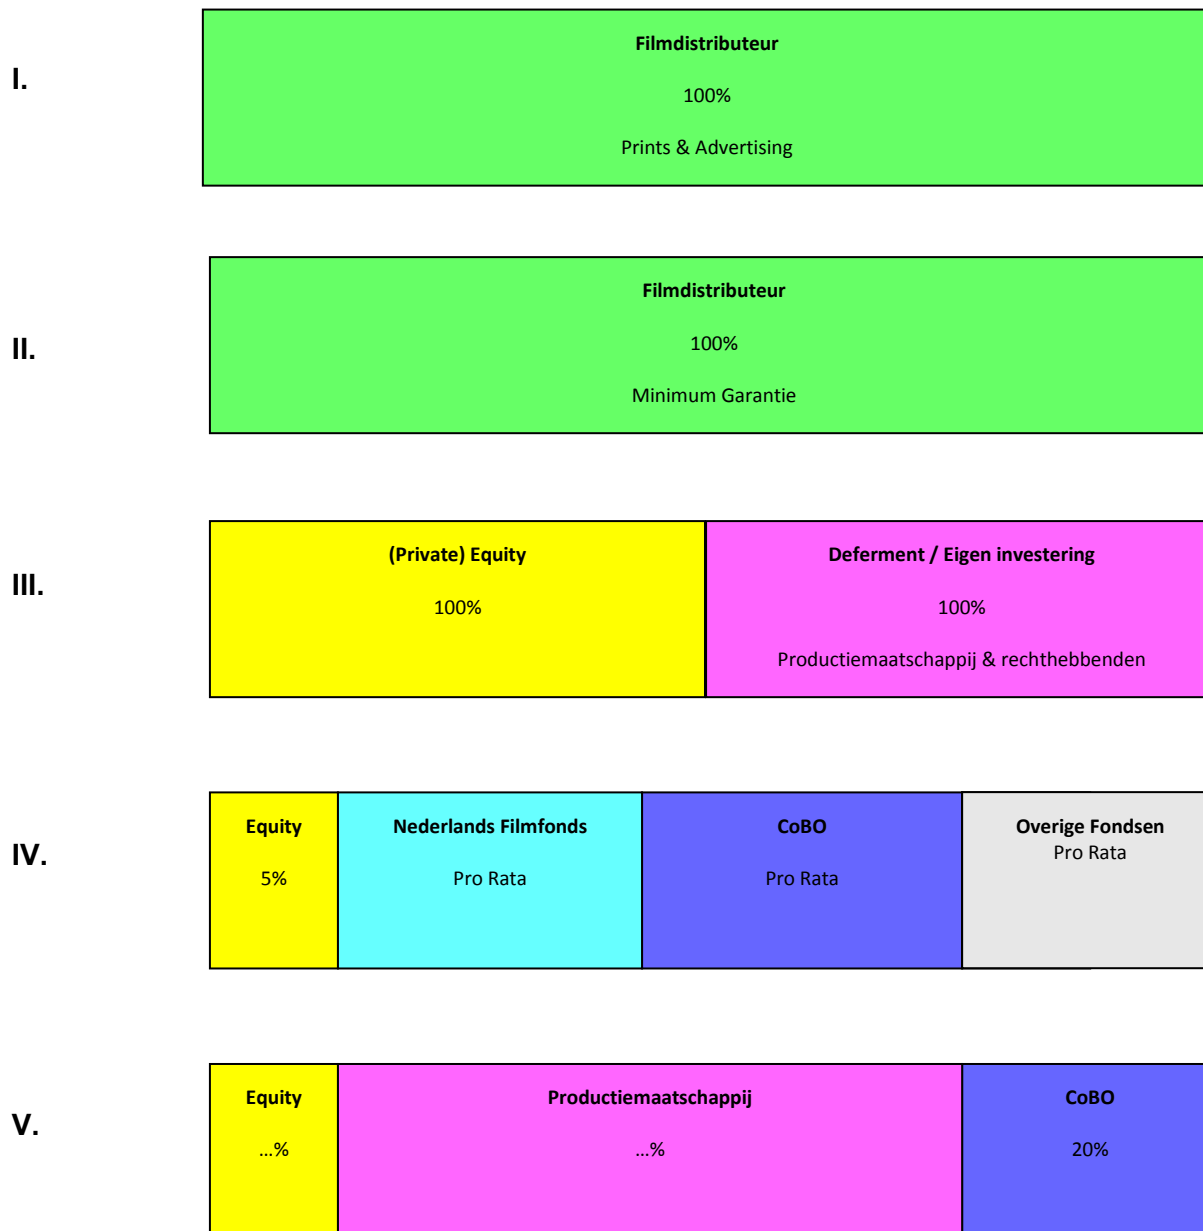 I.
Filmdistributeur
100%
Prints & Advertising
II.
Filmdistributeur
100%
Minimum Garantie
III.
(Private) Equity
100%
Deferment / Eigen investering
100%
Productiemaatschappij & rechthebbenden
IV.
Equity
5%
Nederlands Filmfonds
Pro Rata
CoBO
Pro Rata
Overige Fondsen
Pro Rata
V.
Equity
...%
Productiemaatschappij
...%
CoBO
20%